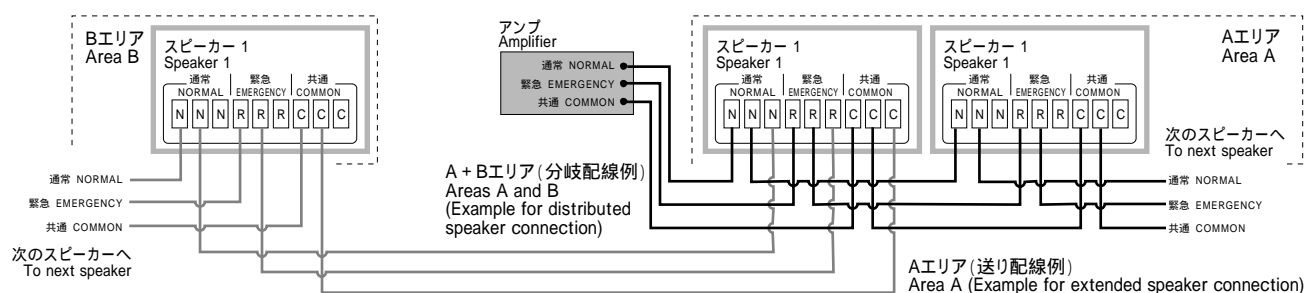 Bエリア
Area B
スピーカー 1
Speaker 1
通常 緊急 共通
NORMAL EMERGENCY COMMON
N N N R R R C C C
通常 NORMAL
緊急 EMERGENCY
共通 COMMON
次のスピーカーへ
To next speaker
アンプ
Amplifier
通常 NORMAL
緊急 EMERGENCY
共通 COMMON
A + Bエリア(分岐配線例)
Areas A and B
(Example for distributed
speaker connection)
スピーカー 1
Speaker 1
通常 緊急 共通
NORMAL EMERGENCY COMMON
N N N R R R C C C
スピーカー 1
Speaker 1
通常 緊急 共通
NORMAL EMERGENCY COMMON
N N N R R R C C C
Aエリア
Area A
次のスピーカーへ
To next speaker
通常 NORMAL
緊急 EMERGENCY
共通 COMMON
Aエリア(送り配線例)
Area A (Example for extended speaker connection)